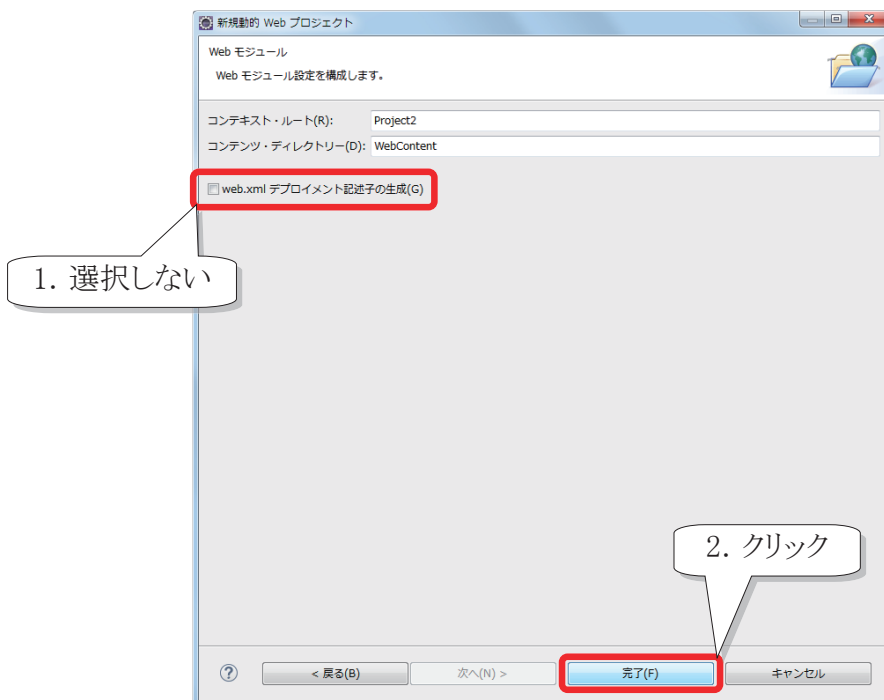 新規動的 Web プロジェクト
Web モジュール
Web モジュール設定を構成します。
コンテキスト・ルート(R): Project2
コンテンツ・ディレクトリー(D): WebContent
web.xml デプロイメント記述子の生成(G)
1. 選択しない
2. クリック
? < 戻る(B) 次へ(N) > 完了(F) キャンセル